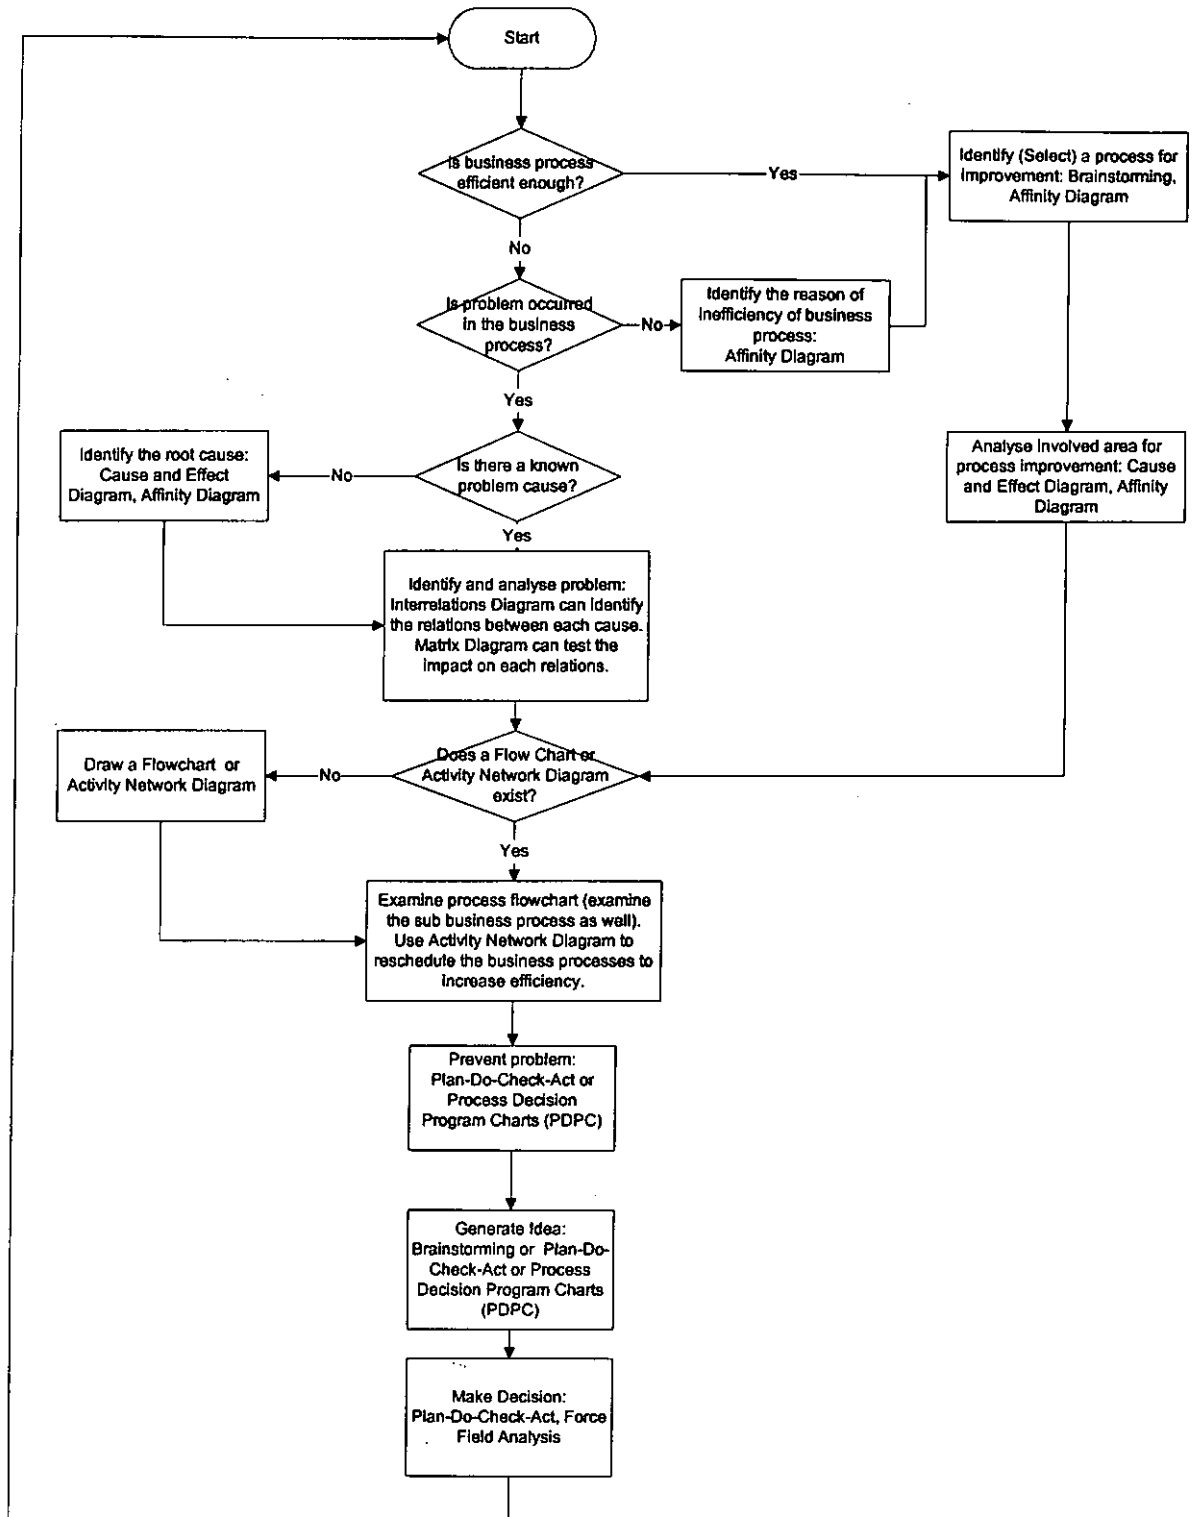 Start
Is business process
efficient enough?
Yes
Identify (Select) a process for
improvement: Brainstorming,
Affinity Diagram
No
Is problem occurred
in the business
process?
No
Identify the reason of
inefficiency of business
process:
Affinity Diagram
Yes
Identify the root cause:
Cause and Effect
Diagram, Affinity Diagram
No
Is there a known
problem cause?
Analyse involved area for
process improvement: Cause
and Effect Diagram, Affinity
Diagram
Yes
Identify and analyse problem:
Interrelations Diagram can identify
the relations between each cause.
Matrix Diagram can test the
impact on each relations.
Draw a Flowchart or
Activity Network Diagram
No
Does a Flow Chart or
Activity Network Diagram
exist?
Yes
Examine process flowchart (examine
the sub business process as well).
Use Activity Network Diagram to
reschedule the business processes to
increase efficiency.
Prevent problem:
Plan-Do-Check-Act or
Process Decision
Program Charts (PDPC)
Generate Idea:
Brainstorming or Plan-Do-
Check-Act or Process
Decision Program Charts
(PDPC)
Make Decision:
Plan-Do-Check-Act, Force
Field Analysis